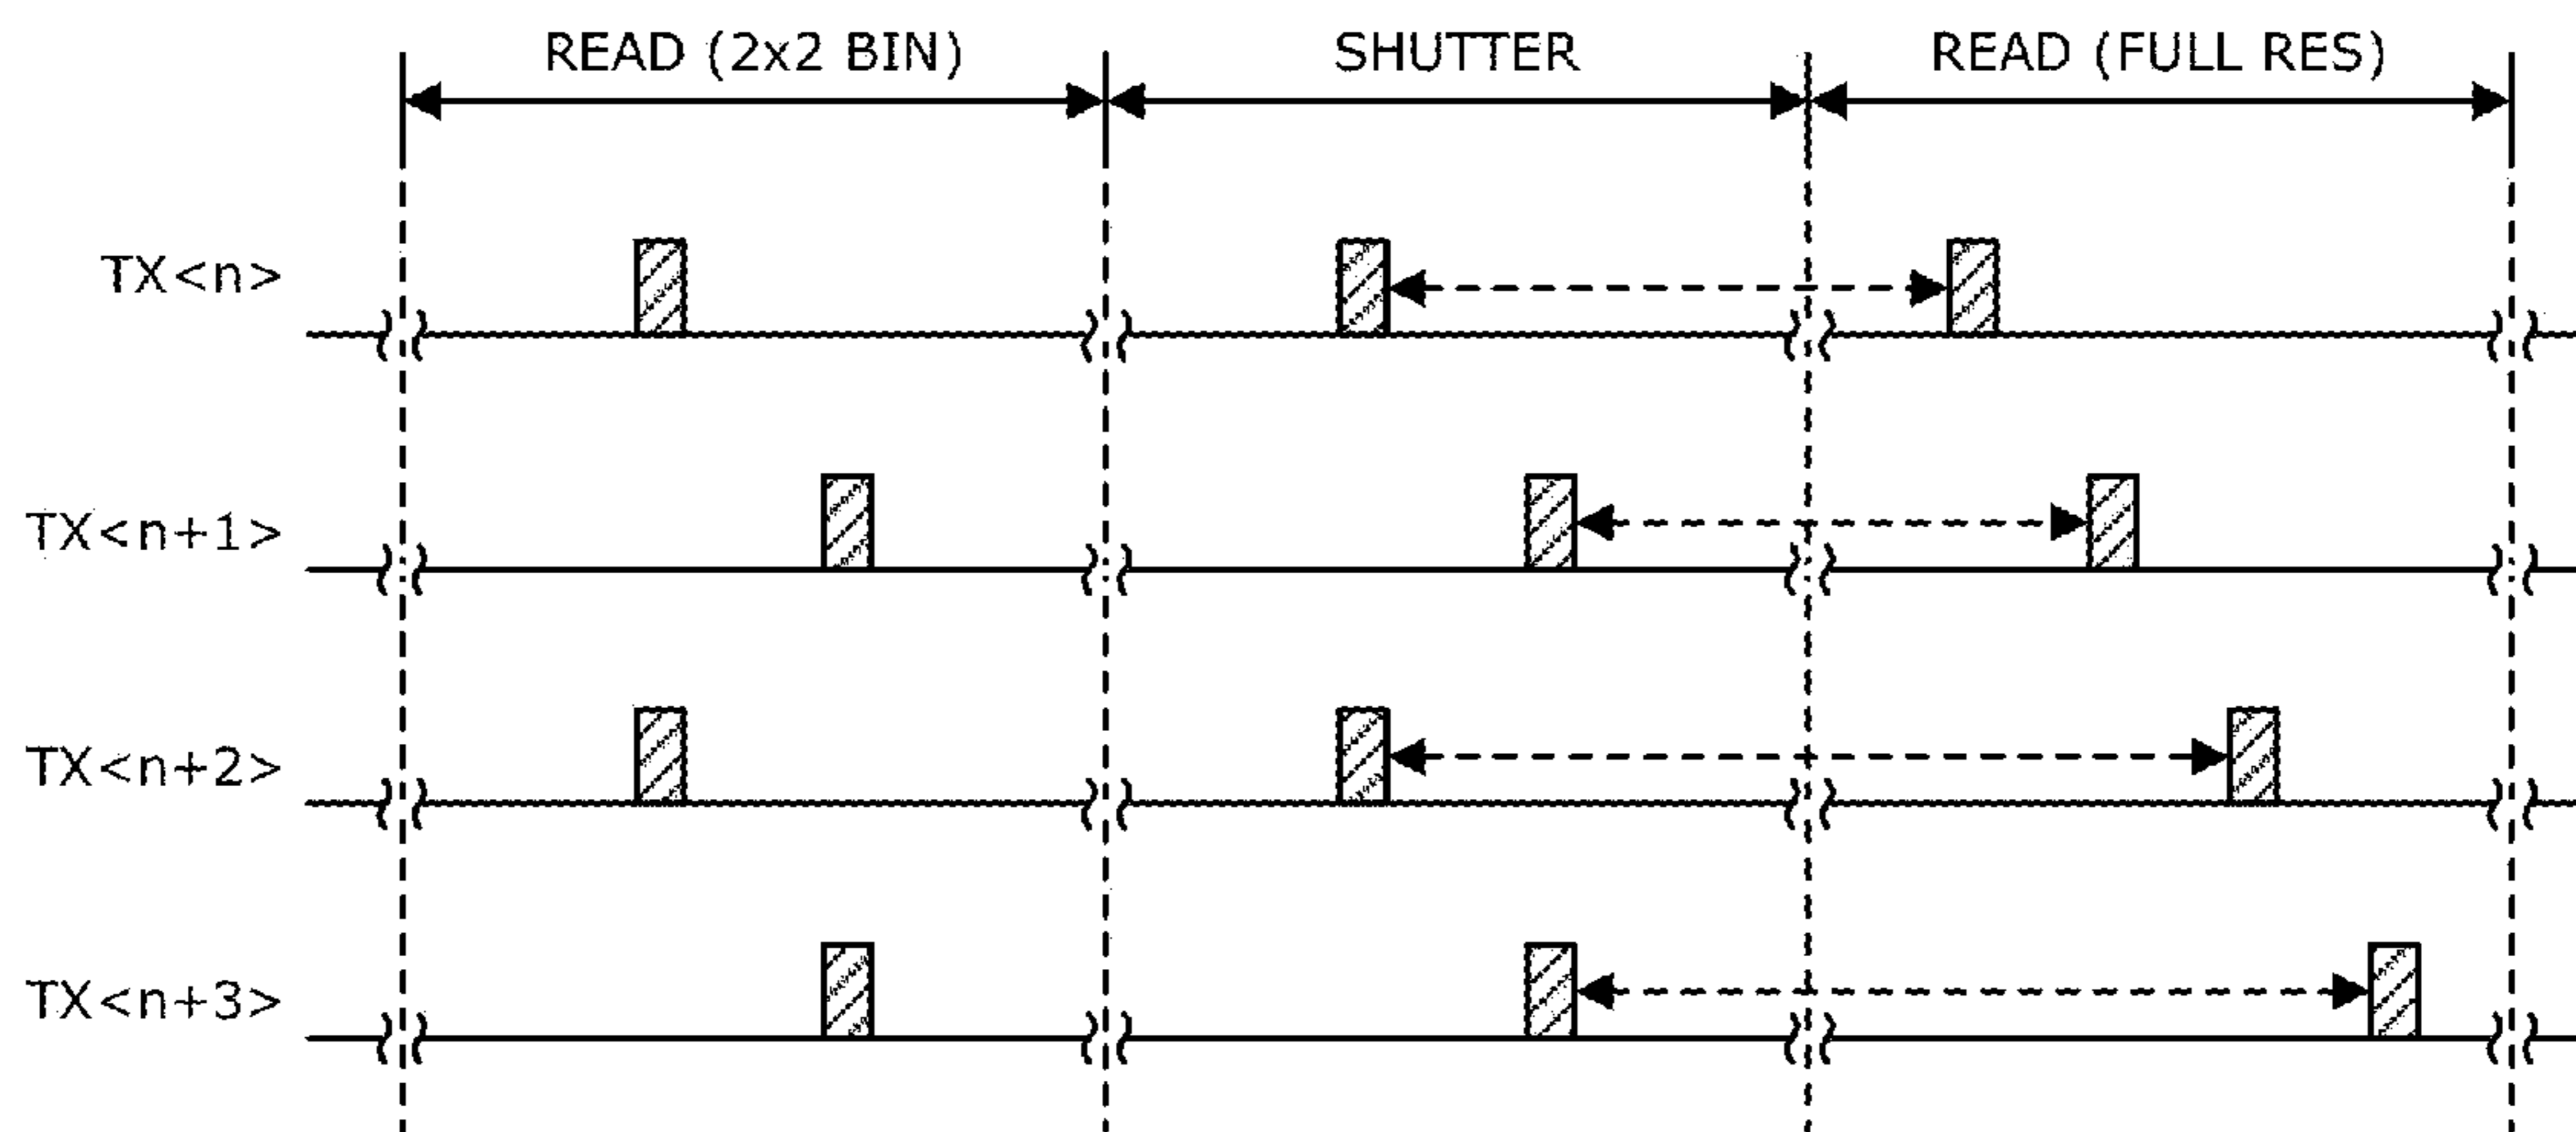 READ (2x2 BIN) SHUTTER READ (FULL RES)
TX<n>
TX<n+1>
TX<n+2>
TX<n+3>